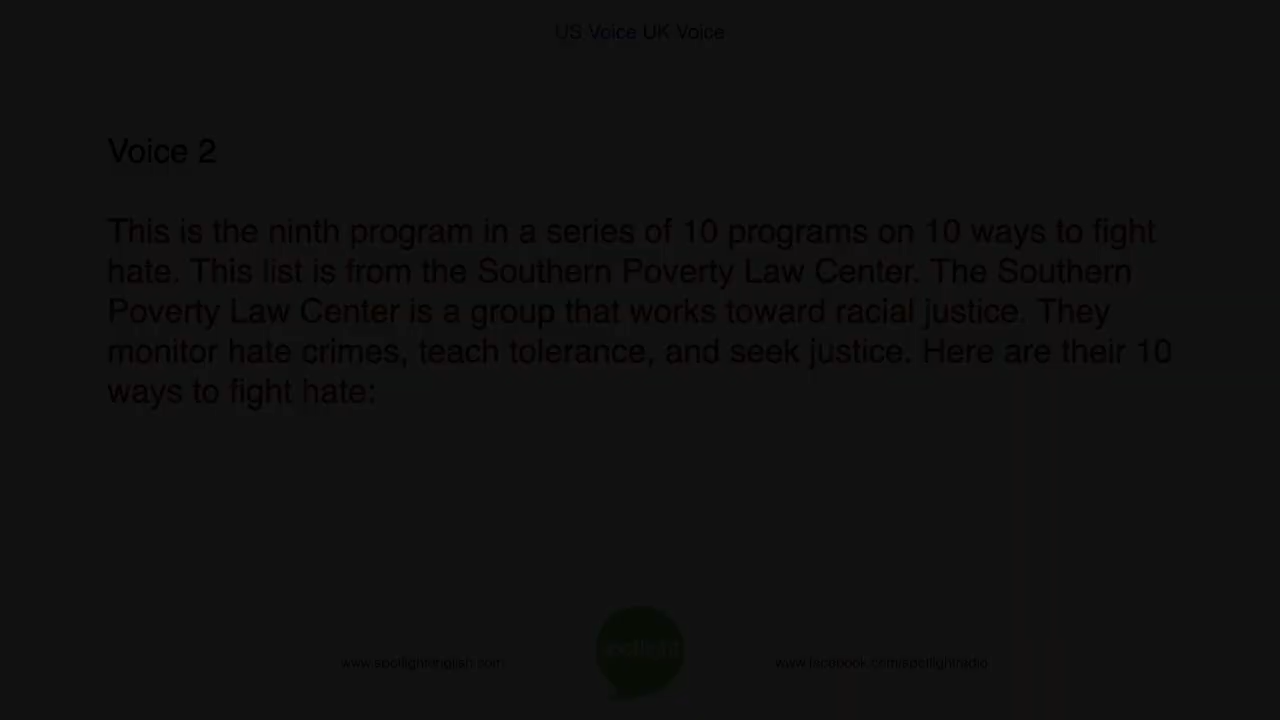 US Voice UK Voice
Voice 2
This is the ninth program in a series of 10 programs on 10 ways to fight
hate. This list is from the Southern Poverty Law Center. The Southern
Poverty Law Center is a group that works toward racial justice. They
monitor hate crimes, teach tolerance, and seek justice. Here are their 10
ways to fight hate:
spotlight
www.spotlightenglish.com
www.facebook.com/spotlightradio